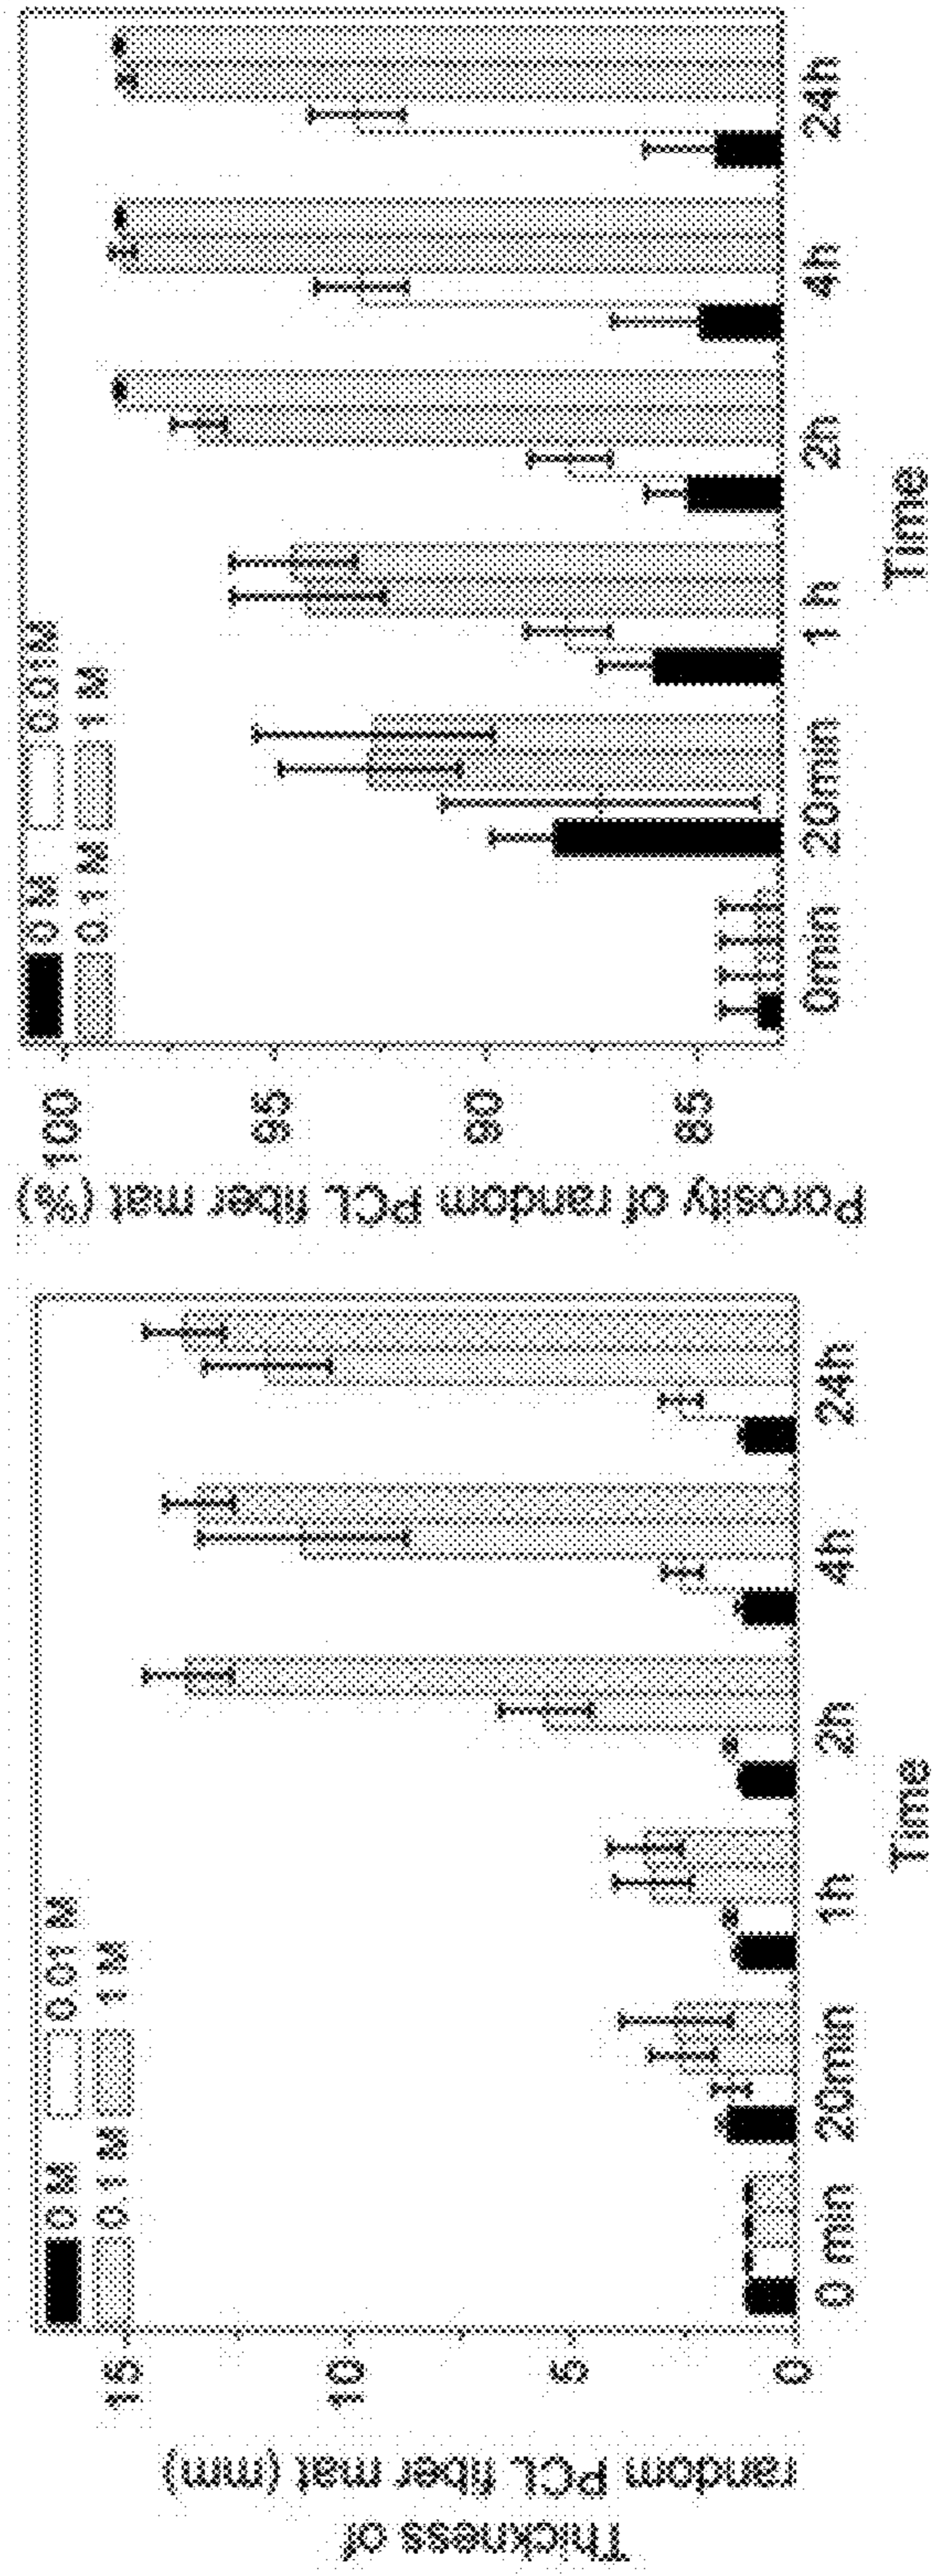 Thickness of
random PCL fiber mat (mm)
15
10
5
0
0 M
0.01 M
0.1 M
1 M
0 min
20min
1h
2h
4h
24h
Time
Porosity of random PCL fiber mat (%)
100
95
90
85
0 M
0.01M
0.1 M
1 M
0min
20min
1 h
2h
4h
24h
Time